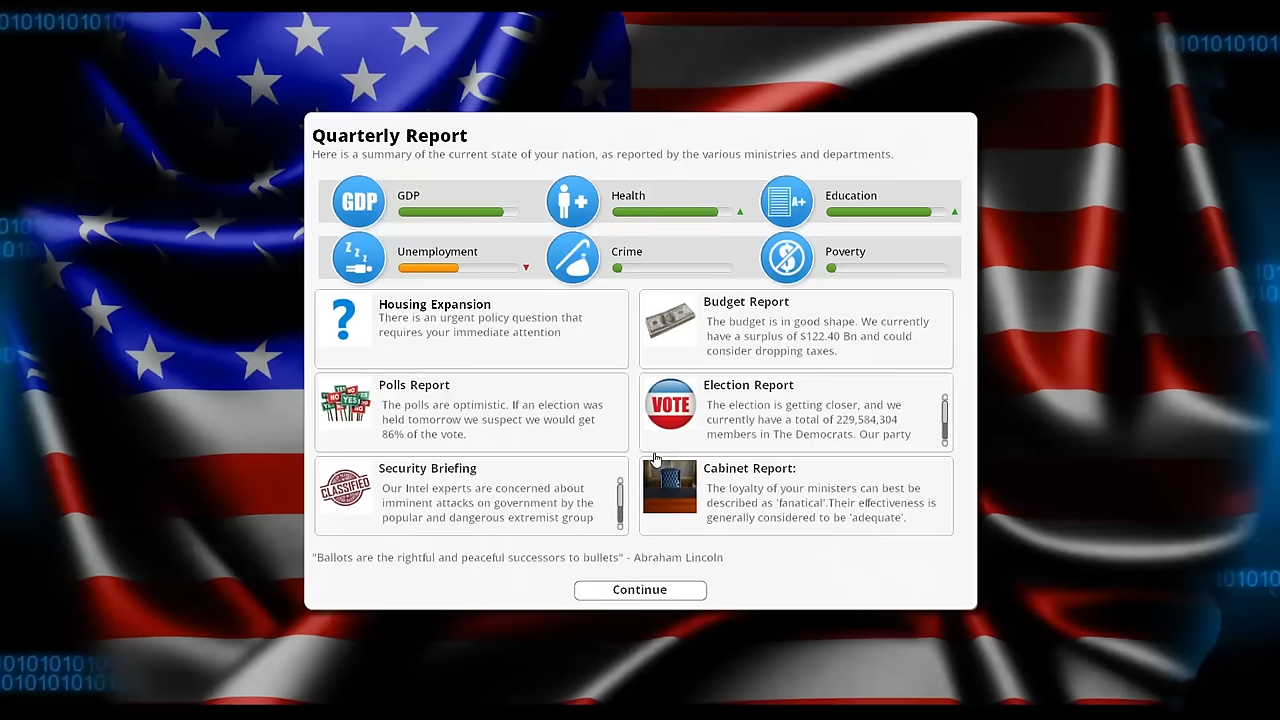 010101010
1010101
Quarterly Report
Here is a summary of the current state of your nation, as reported by the various ministries and departments.
GDP
GDP
Health
A+
Education
Z Z Z
Unemployment
Crime
$
Poverty
?
Housing Expansion
There is an urgent policy question that
requires your immediate attention
Budget Report
The budget is in good shape. We currently
have a surplus of $122.40 Bn and could
consider dropping taxes.
NO
YES
NO
Polls Report
The polls are optimistic. If an election was
held tomorrow we suspect we would get
86% of the vote.
VOTE
Election Report
The election is getting closer, and we
currently have a total of 229,584,304
members in The Democrats. Our party
CLASSIFIED
Security Briefing
Our Intel experts are concerned about
imminent attacks on government by the
popular and dangerous extremist group
Cabinet Report:
The loyalty of your ministers can best be
described as 'fanatical'.Their effectiveness is
generally considered to be 'adequate'.
"Ballots are the rightful and peaceful successors to bullets" - Abraham Lincoln
Continue
010101010
010101010